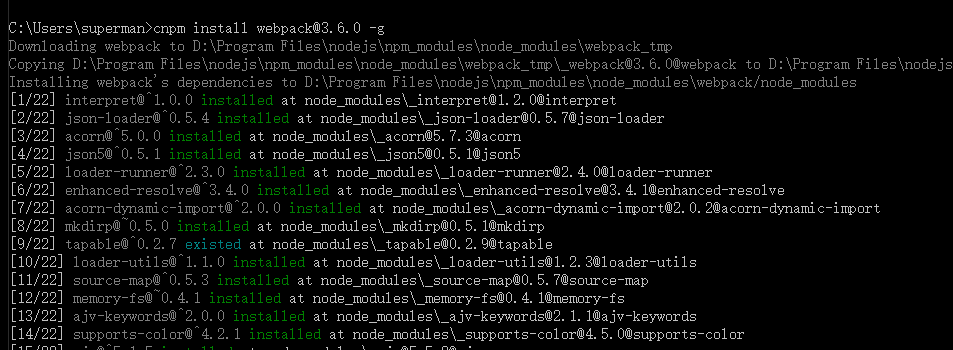 C:\Users\superman>cnpm install webpack@3.6.0 -g
Downloading webpack to D:\Program Files\nodejs\npm_modules\node_modules\webpack_tmp
Copying D:\Program Files\nodejs\npm_modules\node_modules\webpack_tmp\_webpack@3.6.0@webpack to D:\Program Files\nodejs
Installing webpack's dependencies to D:\Program Files\nodejs\npm_modules\node_modules\webpack/node_modules
[1/22] interpret@^1.0.0 installed at node_modules\_interpret@1.2.0@interpret
[2/22] json-loader@^0.5.4 installed at node_modules\_json-loader@0.5.7@json-loader
[3/22] acorn@^5.0.0 installed at node_modules\_acorn@5.7.3@acorn
[4/22] json5@^0.5.1 installed at node_modules\_json5@0.5.1@json5
[5/22] loader-runner@^2.3.0 installed at node_modules\_loader-runner@2.4.0@loader-runner
[6/22] enhanced-resolve@^3.4.0 installed at node_modules\_enhanced-resolve@3.4.1@enhanced-resolve
[7/22] acorn-dynamic-import@^2.0.0 installed at node_modules\_acorn-dynamic-import@2.0.2@acorn-dynamic-import
[8/22] mkdirp@~0.5.0 installed at node_modules\_mkdirp@0.5.1@mkdirp
[9/22] tapable@^0.2.7 existed at node_modules\_tapable@0.2.9@tapable
[10/22] loader-utils@^1.1.0 installed at node_modules\_loader-utils@1.2.3@loader-utils
[11/22] source-map@^0.5.3 installed at node_modules\_source-map@0.5.7@source-map
[12/22] memory-fs@~0.4.1 installed at node_modules\_memory-fs@0.4.1@memory-fs
[13/22] ajv-keywords@^2.0.0 installed at node_modules\_ajv-keywords@2.1.1@ajv-keywords
[14/22] supports-color@^4.2.1 installed at node_modules\_supports-color@4.5.0@supports-color